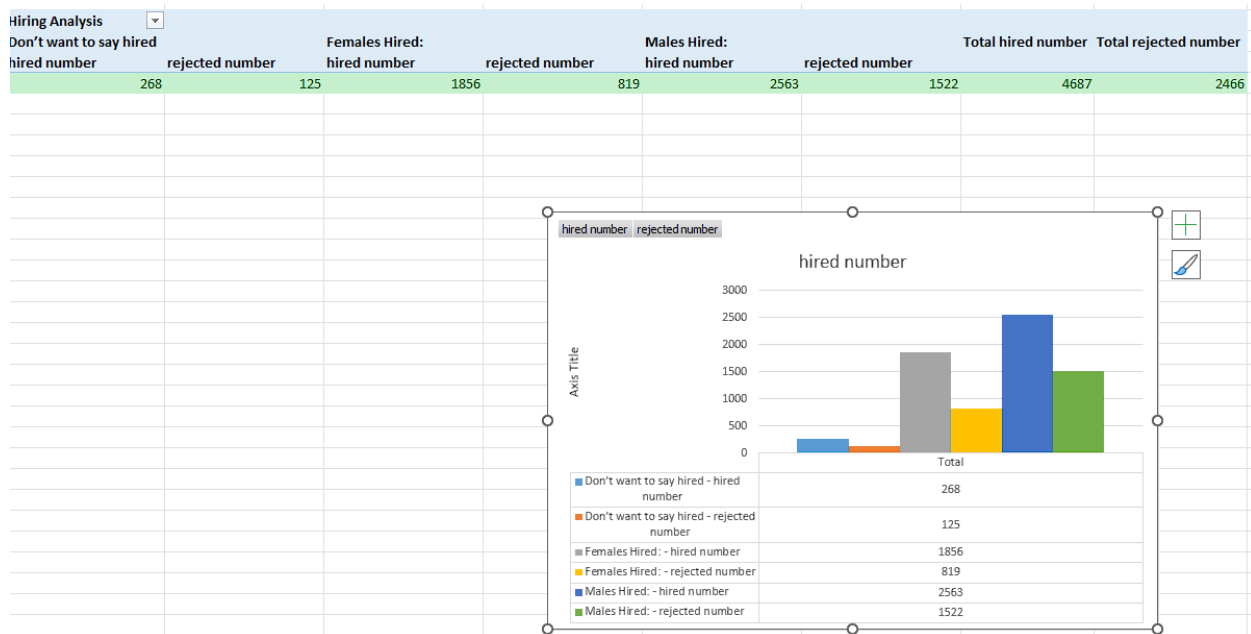 Hiring Analysis
Don't want to say hired Females Hired: Males Hired: Total hired number Total rejected number
hired number rejected number hired number rejected number hired number rejected number
268 125 1856 819 2563 1522 4687 2466
hired number rejected number
hired number
3000
2500
2000
1500
1000
500
0
Axis Title
Total
Don't want to say hired - hired
number
268
Don't want to say hired - rejected
number
125
Females Hired: - hired number 1856
Females Hired: - rejected number 819
Males Hired: - hired number 2563
Males Hired: - rejected number 1522